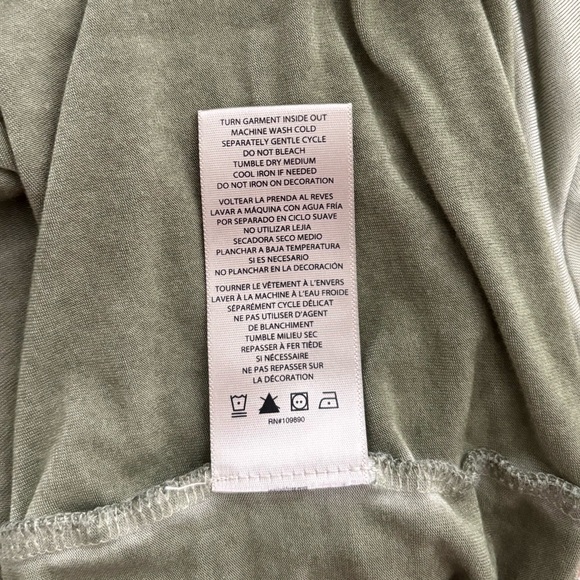 TURN GARMENT INSIDE OUT
MACHINE WASH COLD
SEPARATELY GENTLE CYCLE
DO NOT BLEACH
TUMBLE DRY MEDIUM
COOL IRON IF NEEDED
DO NOT IRON ON DECORATION
VOLTEAR LA PRENDA AL REVES
LAVAR A MÁQUINA CON AGUA FRÍA
POR SEPARADO EN CICLO SUAVE
NO UTILIZAR LEJIA
SECADORA SECO MEDIO
PLANCHAR A BAJA TEMPERATURA
SI ES NECESARIO
NO PLANCHAR EN LA DECORACIÓN
TOURNER LE VÊTEMENT À L'ENVERS
LAVER À LA MACHINE À L'EAU FROIDE
SÉPARÉMENT CYCLE DÉLICAT
NE PAS UTILISER D'AGENT
DE BLANCHIMENT
TUMBLE MILIEU SEC
REPASSER À FER TIÈDE
SI NÉCESSAIRE
NE PAS REPASSER SUR
LA DÉCORATION
RN#109890